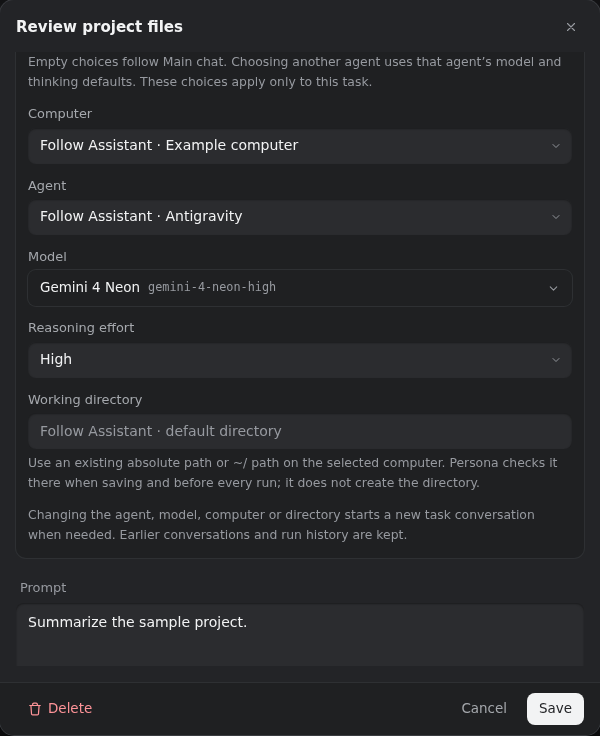 Review project files
Empty choices follow Main chat. Choosing another agent uses that agent’s model and
thinking defaults. These choices apply only to this task.
Computer
Follow Assistant · Example computer
Agent
Follow Assistant · Antigravity
Model
Gemini 4 Neon gemini-4-neon-high
Reasoning effort
High
Working directory
Follow Assistant · default directory
Use an existing absolute path or ~/ path on the selected computer. Persona checks it
there when saving and before every run; it does not create the directory.
Changing the agent, model, computer or directory starts a new task conversation
when needed. Earlier conversations and run history are kept.
Prompt
Summarize the sample project.
Delete
Cancel
Save